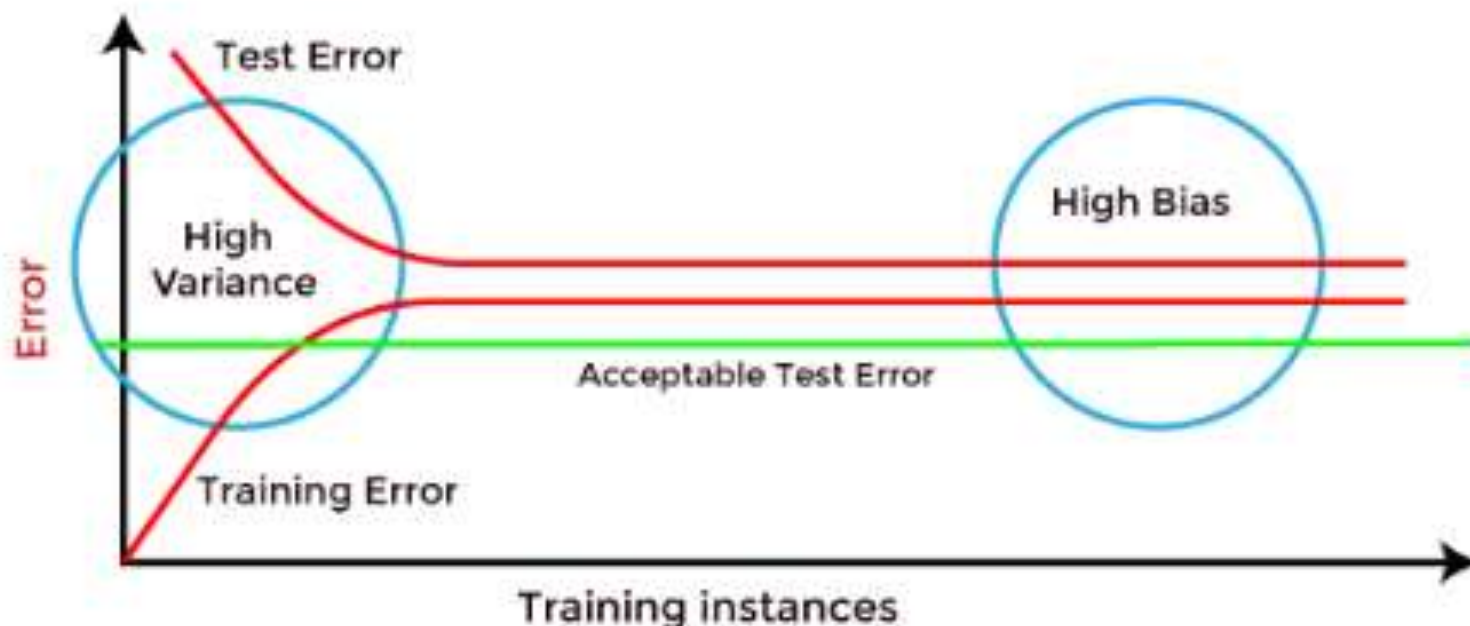 Test Error
High
Variance
High Bias
Error
Acceptable Test Error
Training Error
Training instances